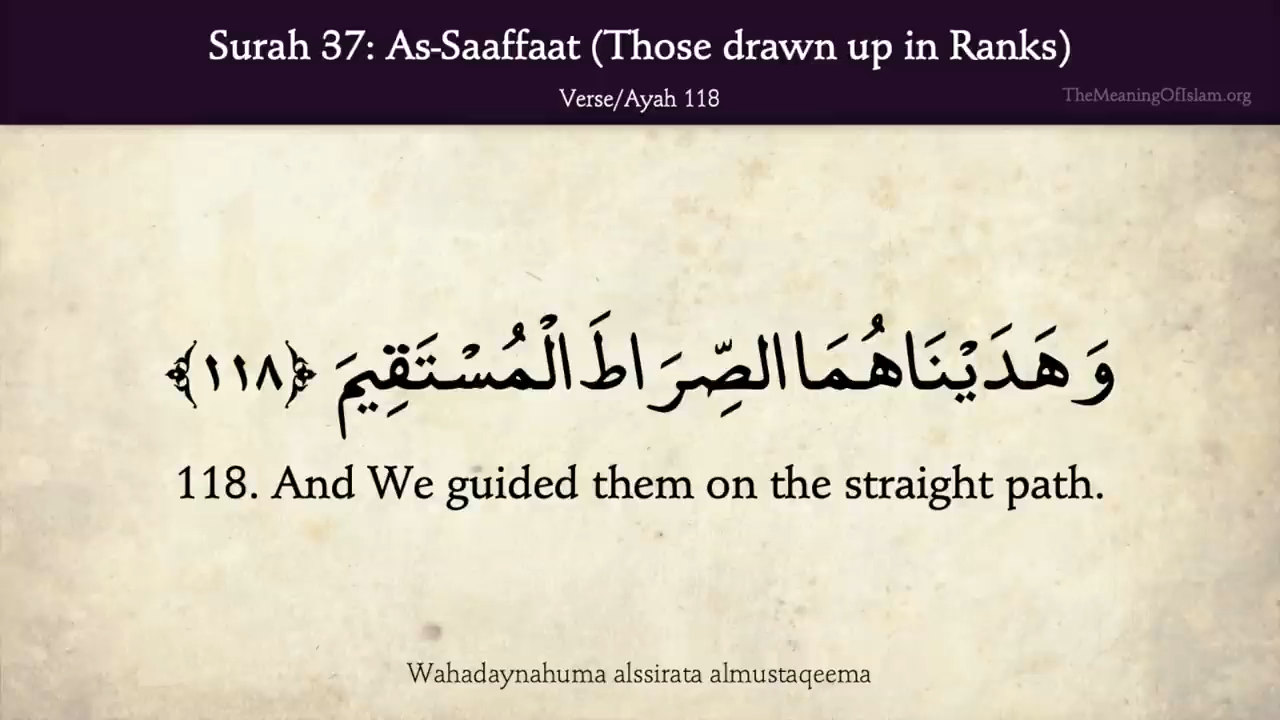 Surah 37: As-Saaffaat (Those drawn up in Ranks)
Verse/Ayah 118
TheMeaningOfIslam.org
وَهَدَيْنَاهُمَا الصِّرَاطَ الْمُسْتَقِيمَ ﴿١١٨﴾
118. And We guided them on the straight path.
Wahadaynahuma alssirata almustaqeema